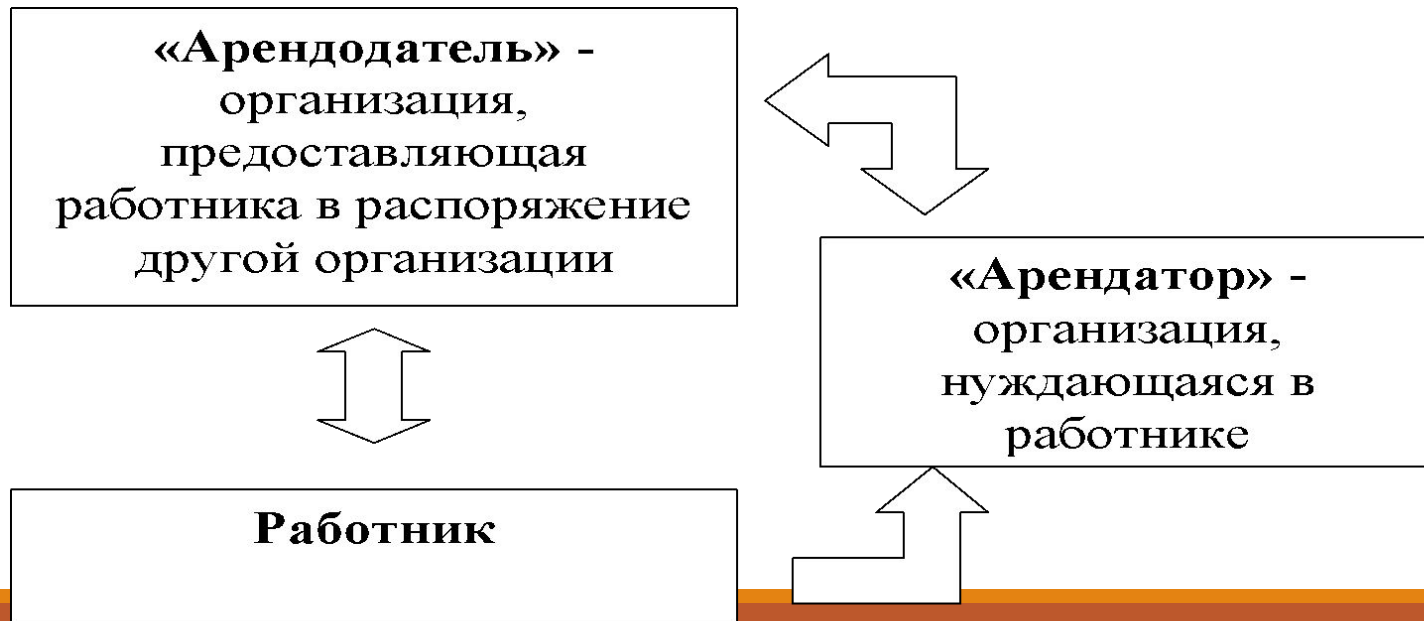 «Арендодатель» -
организация,
предоставляющая
работника в распоряжение
другой организации
«Арендатор» -
организация,
нуждающаяся в
работнике
Работник